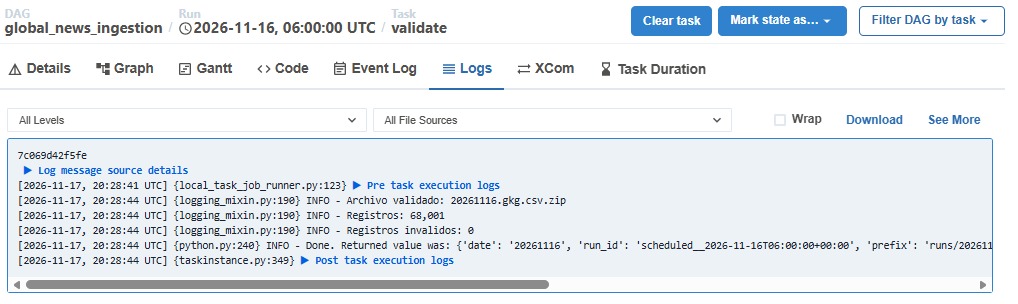 DAG Run Task
global_news_ingestion / 2026-11-16, 06:00:00 UTC / validate
Clear task Mark state as… Filter DAG by task
Details Graph Gantt <> Code Event Log Logs XCom Task Duration
All Levels All File Sources Wrap Download See More
7c069d42f5fe
▶ Log message source details
[2026-11-17, 20:28:41 UTC] {local_task_job_runner.py:123} ▶ Pre task execution logs
[2026-11-17, 20:28:44 UTC] {logging_mixin.py:190} INFO - Archivo validado: 20261116.gkg.csv.zip
[2026-11-17, 20:28:44 UTC] {logging_mixin.py:190} INFO - Registros: 68,001
[2026-11-17, 20:28:44 UTC] {logging_mixin.py:190} INFO - Registros invalidos: 0
[2026-11-17, 20:28:44 UTC] {python.py:240} INFO - Done. Returned value was: {'date': '20261116', 'run_id': 'scheduled__2026-11-16T06:00:00+00:00', 'prefix': 'runs/202611
[2026-11-17, 20:28:44 UTC] {taskinstance.py:349} ▶ Post task execution logs